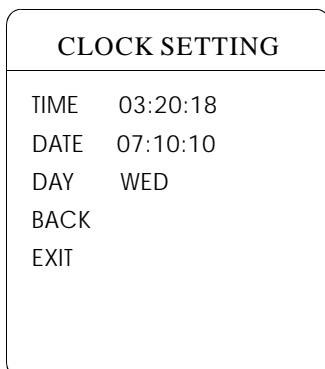 CLOCK SETTING
TIME 03:20:18
DATE 07:10:10
DAY WED
BACK
EXIT